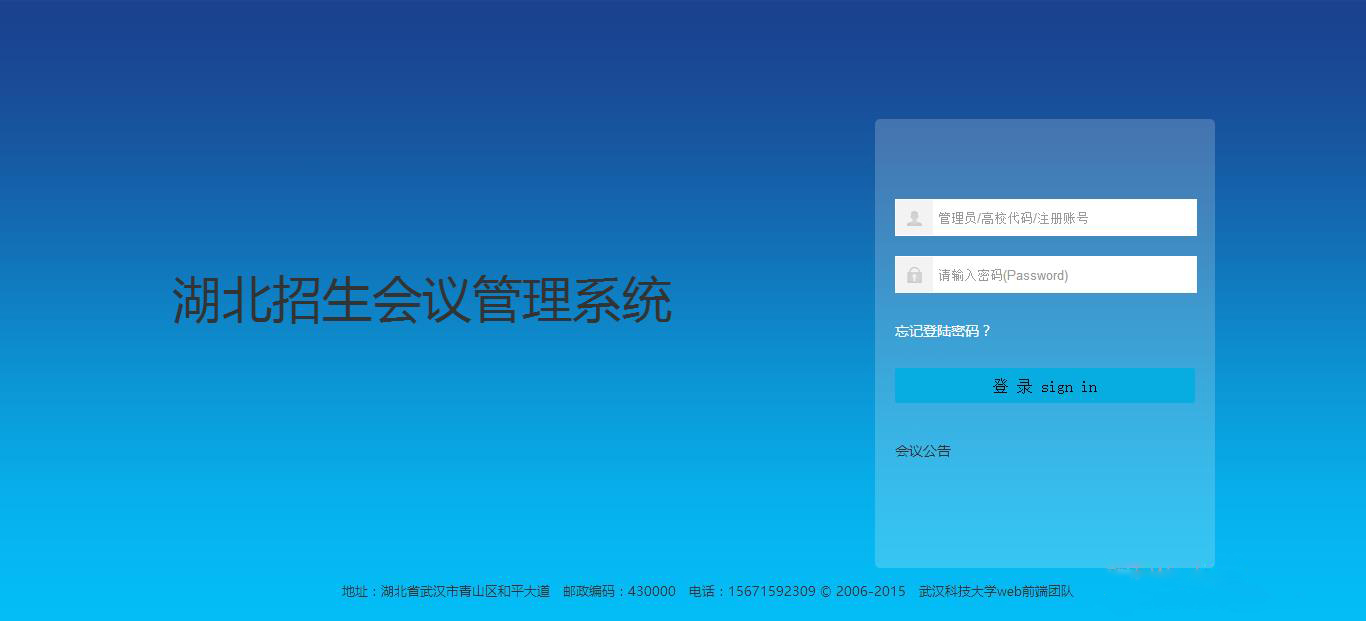 湖北招生会议管理系统
管理员/高校代码/注册账号
请输入密码(Password)
忘记登陆密码？
登 录 sign in
会议公告
地址：湖北省武汉市青山区和平大道 邮政编码：430000 电话：15671592309 © 2006-2015 武汉科技大学web前端团队